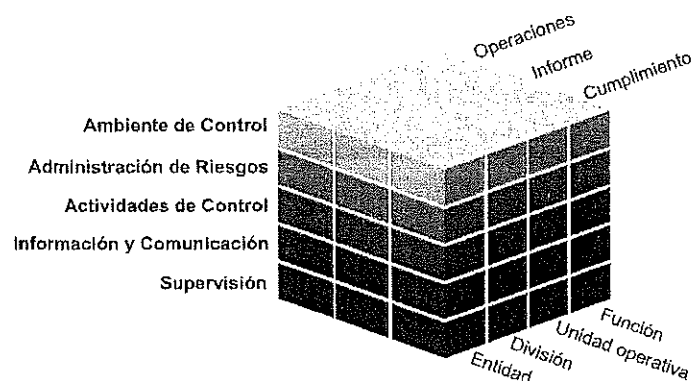 Operaciones
Informe
Cumplimiento
Ambiente de Control
Administración de Riesgos
Actividades de Control
Información y Comunicación
Supervisión
Función
Unidad operativa
División
Entidad